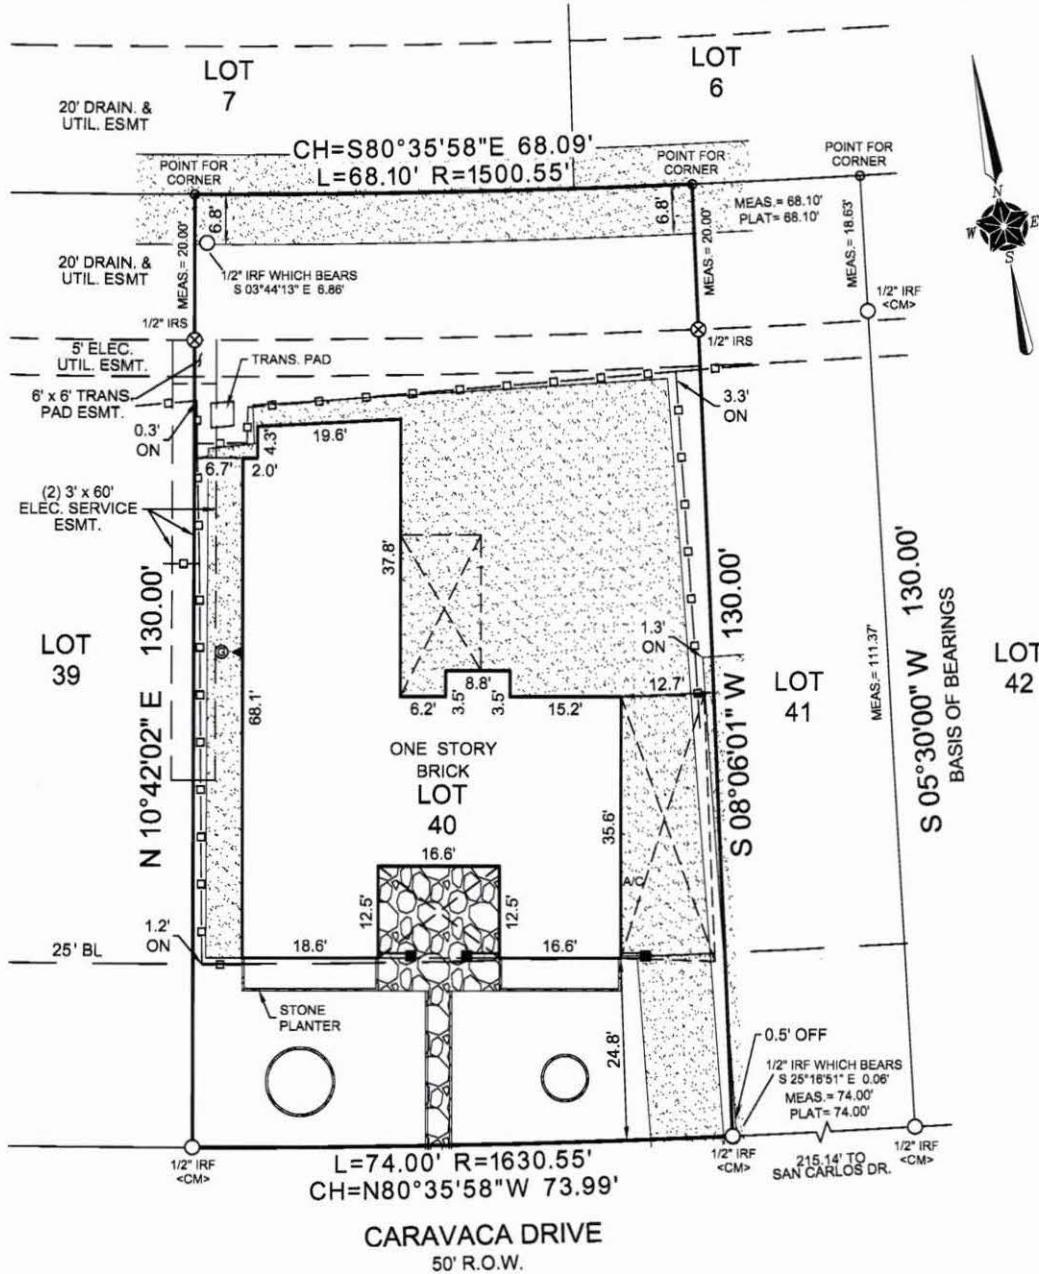 LOT
7
LOT
6
20' DRAIN. &
UTIL. ESMT
CH=S80°35'58"E 68.09'
L=68.10' R=1500.55'
POINT FOR
CORNER
POINT FOR
CORNER
POINT FOR
CORNER
MEAS.= 68.10'
PLAT= 68.10'
6.8'
6.8'
MEAS.= 20.00'
MEAS.= 20.00'
MEAS.= 18.63'
N
W
E
S
20' DRAIN. &
UTIL. ESMT
1/2" IRF WHICH BEARS
S 03°44'13" E 6.86'
1/2" IRF
<CM>
1/2" IRS
1/2" IRS
5' ELEC.
UTIL. ESMT.
TRANS. PAD
6' x 6' TRANS.
PAD ESMT.
3.3'
ON
0.3'
ON
19.6'
4.3'
6.7'
2.0'
(2) 3' x 60'
ELEC. SERVICE
ESMT.
37.8'
N 10°42'02" E 130.00'
S 08°06'01" W 130.00'
S 05°30'00" W 130.00'
BASIS OF BEARINGS
MEAS.= 111.37'
LOT
39
G
68.1'
1.3'
ON
LOT
41
LOT
42
8.8'
12.7'
6.2'
3.5'
3.5'
15.2'
ONE STORY
BRICK
LOT
40
35.6'
16.6'
A/C
12.5'
12.5'
1.2'
ON
25' BL
18.6'
16.6'
STONE
PLANTER
24.8'
0.5' OFF
1/2" IRF WHICH BEARS
S 25°16'51" E 0.06'
MEAS.= 74.00'
PLAT= 74.00'
1/2" IRF
<CM>
L=74.00' R=1630.55'
CH=N80°35'58"W 73.99'
1/2" IRF
<CM>
215.14' TO
SAN CARLOS DR.
1/2" IRF
<CM>
CARAVACA DRIVE
50' R.O.W.